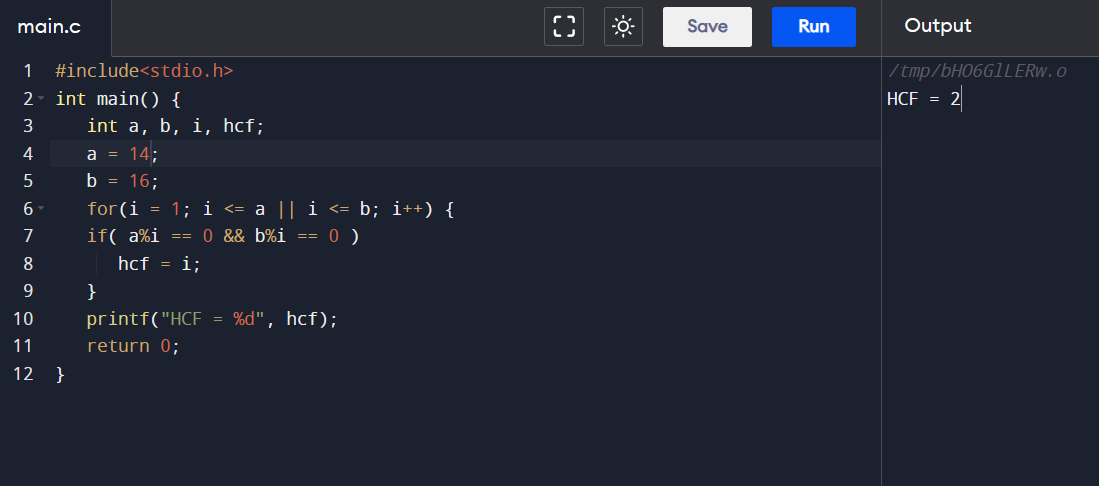 main.c
Save
Run
Output
1 #include<stdio.h>
2 int main() {
3    int a, b, i, hcf;
4    a = 14;
5    b = 16;
6    for(i = 1; i <= a || i <= b; i++) {
7    if( a%i == 0 && b%i == 0 )
8       hcf = i;
9    }
10    printf("HCF = %d", hcf);
11    return 0;
12 }
/tmp/bHO6GlLERw.o
HCF = 2